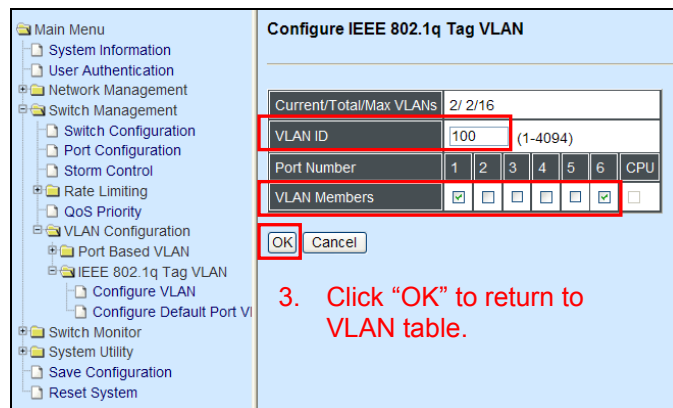 Main Menu
System Information
User Authentication
Network Management
Switch Management
Switch Configuration
Port Configuration
Storm Control
Rate Limiting
QoS Priority
VLAN Configuration
Port Based VLAN
IEEE 802.1q Tag VLAN
Configure VLAN
Configure Default Port VI
Switch Monitor
System Utility
Save Configuration
Reset System
Configure IEEE 802.1q Tag VLAN
Current/Total/Max VLANs 2/ 2/16
VLAN ID 100 (1-4094)
Port Number 1 2 3 4 5 6 CPU
VLAN Members
OK Cancel
3. Click “OK” to return to
VLAN table.